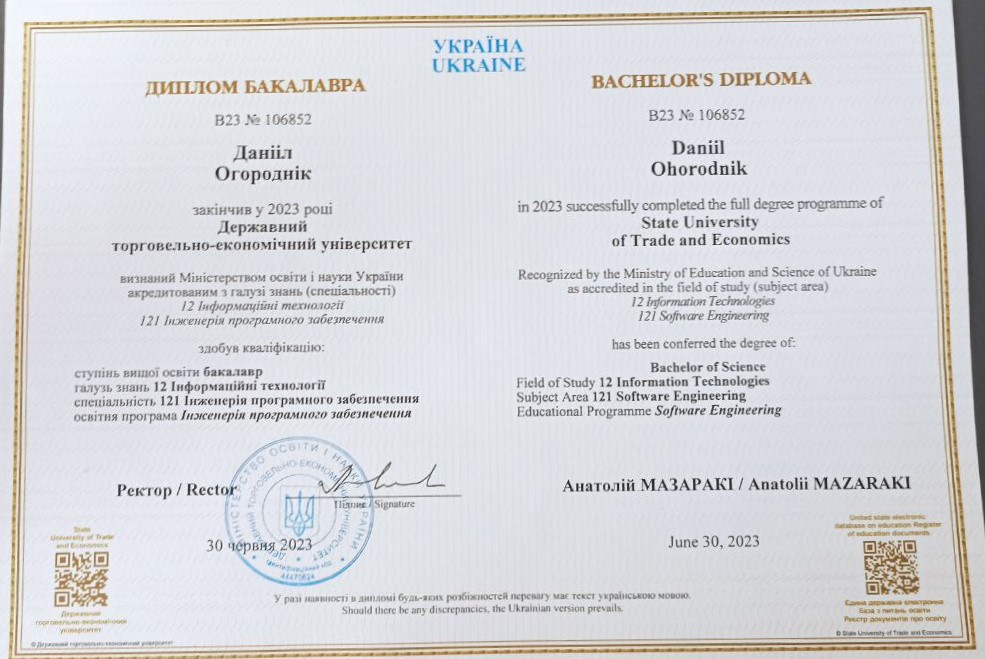 УКРАЇНА
UKRAINE
ДИПЛОМ БАКАЛАВРА
В23 № 106852
Данііл
Огороднік
закінчив у 2023 році
Державний
торговельно-економічний університет
визнаний Міністерством освіти і науки України
акредитованим з галузі знань (спеціальності)
12 Інформаційні технології
121 Інженерія програмного забезпечення
здобув кваліфікацію:
ступінь вищої освіти бакалавр
галузь знань 12 Інформаційні технології
спеціальність 121 Інженерія програмного забезпечення
освітня програма Інженерія програмного забезпечення
BACHELOR'S DIPLOMA
B23 № 106852
Daniil
Ohorodnik
in 2023 successfully completed the full degree programme of
State University
of Trade and Economics
Recognized by the Ministry of Education and Science of Ukraine
as accredited in the field of study (subject area)
12 Information Technologies
121 Software Engineering
has been conferred the degree of:
Bachelor of Science
Field of Study 12 Information Technologies
Subject Area 121 Software Engineering
Educational Programme Software Engineering
Ректор / Rector
Підпис / Signature
Анатолій МАЗАРАКІ / Anatolii MAZARAKI
МІНІСТЕРСТВО ОСВІТИ І НАУКИ УКРАЇНИ
ДЕРЖАВНИЙ ТОРГОВЕЛЬНО-ЕКОНОМІЧНИЙ УНІВЕРСИТЕТ
Ідентифікаційний код
44470624
30 червня 2023
June 30, 2023
State
University of Trade
and Economics
Державний
торговельно-економічний
університет
United state electronic
database on education Register
of education documents
Єдина державна електронна
база з питань освіти
Реєстр документів про освіту
У разі наявності в дипломі будь-яких розбіжностей перевагу має текст українською мовою.
Should there be any discrepancies, the Ukrainian version prevails.
© Державний торговельно-економічний університет
© State University of Trade and Economics